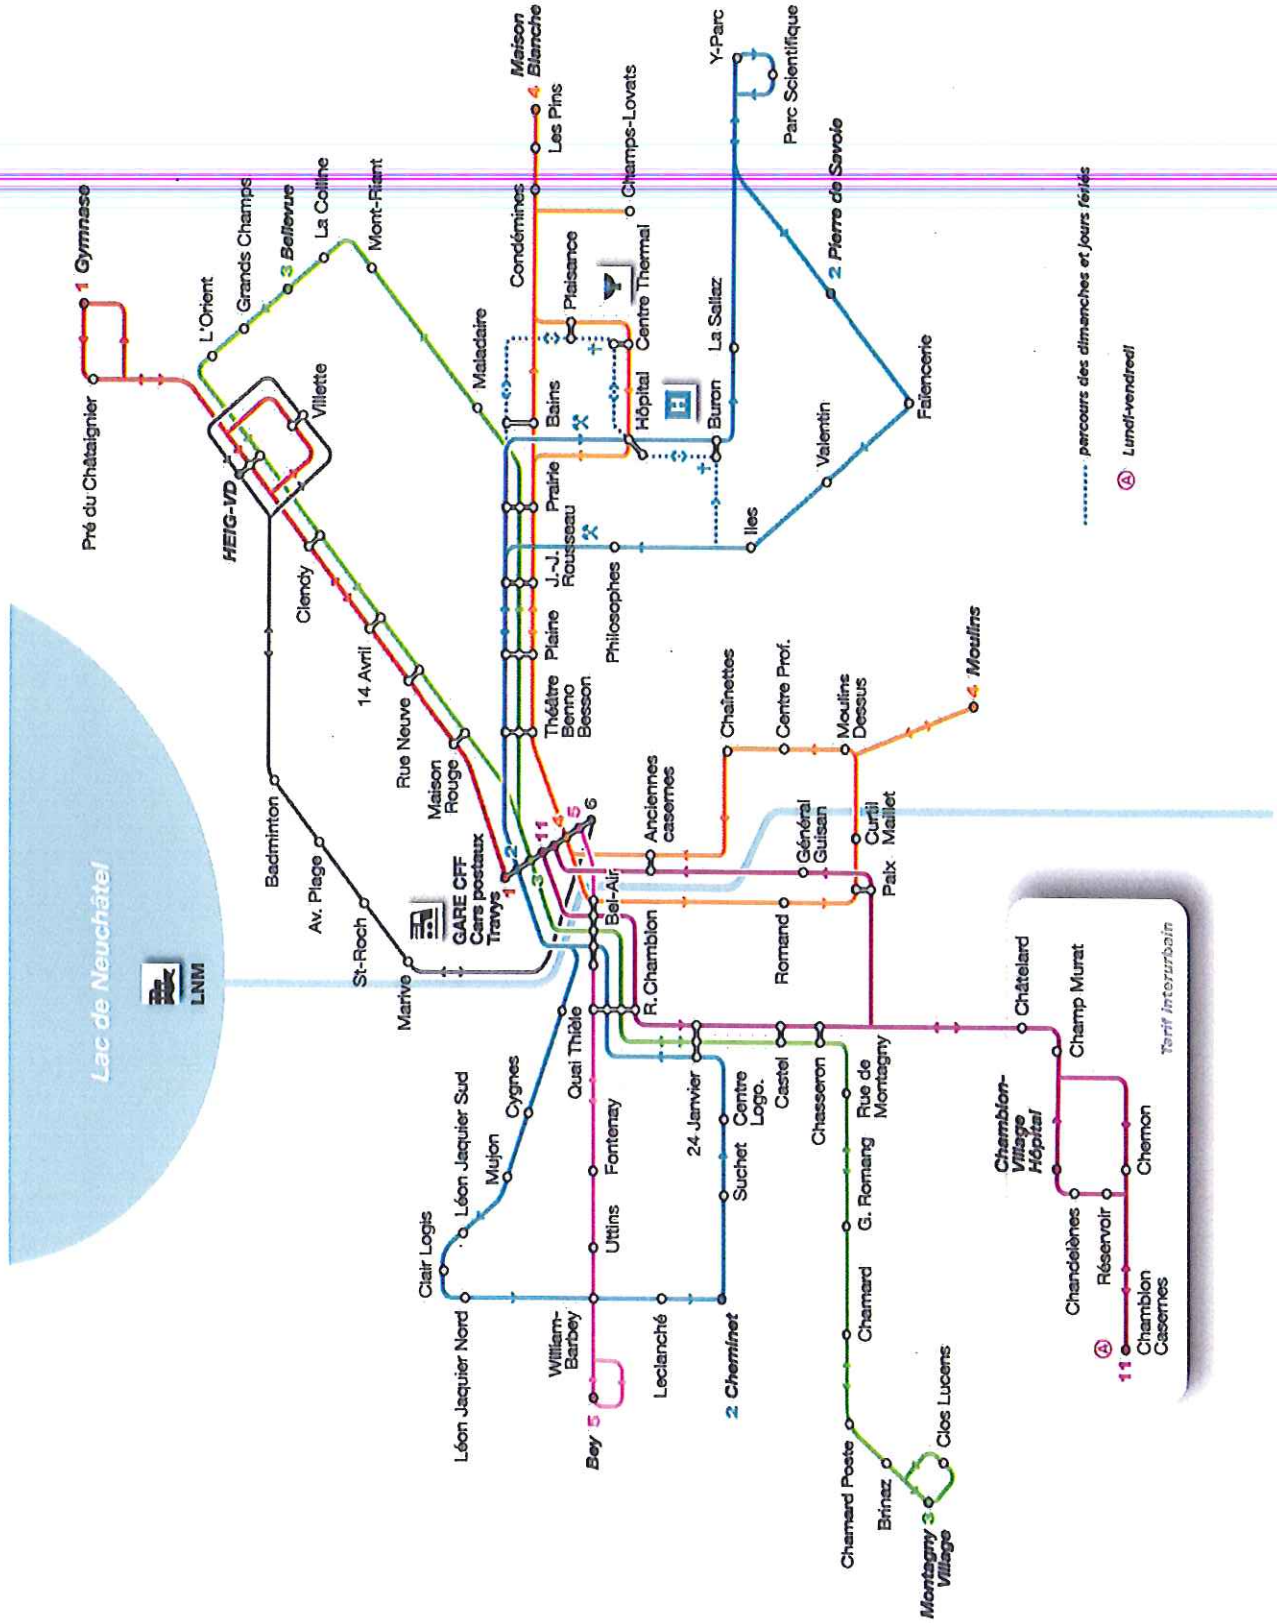 Lac de Neuchâtel
LNM
1 Gymnase
Pré du Châtaignier
L'Orient
Grands Champs
3 Bellevue
La Colline
Mont-Riant
Maladaire
HEIG-VD
Villette
Clendy
14 Avril
Rue Neuve
Maison
Rouge
Badminton
Av. Plage
St-Roch
Marive
GARE CFF
Cars postaux
Travys
1
2
3
11
4
5
6
Maison
4 Blanche
Les Pins
Condémines
Champs-Lovats
Plaisance
Centre Thermal
Bains
Hôpital
H
Prairie
J.-J.
Rousseau
Plaine
Théâtre
Benno
Besson
Y-Parc
Parc Scientifique
La Sallaz
Buron
2 Pierre de Savoie
Faïencerie
Valentin
Iles
Philosophes
Bel-Air
Anciennes
casernes
Chaînettes
Centre Prof.
Moulins
Dessus
4 Moulins
Général
Guisan
Curtil
Maillet
Paix
Romand
R. Chamblon
Quai Thièle
Cygnes
Mujon
Léon Jaquier Sud
Clair Logis
Léon Jaquier Nord
William-
Barbey
Bey 5
Uttins
Fontenay
Leclanché
2 Cheminet
Suchet
Centre
Logo.
24 Janvier
Castel
Chasseron
Rue de
Montagny
G. Romang
Chamard
Chamard Poste
Brinaz
Clos Lucens
Montagny 3
Village
Châtelard
Champ Murat
Chamblon-
Village
Hôpital
Chandelènes
Réservoir
Chemon
A
11 Chamblon
Casernes
Tarif interurbain
parcours des dimanches et jours fériés
A Lundi-vendredi